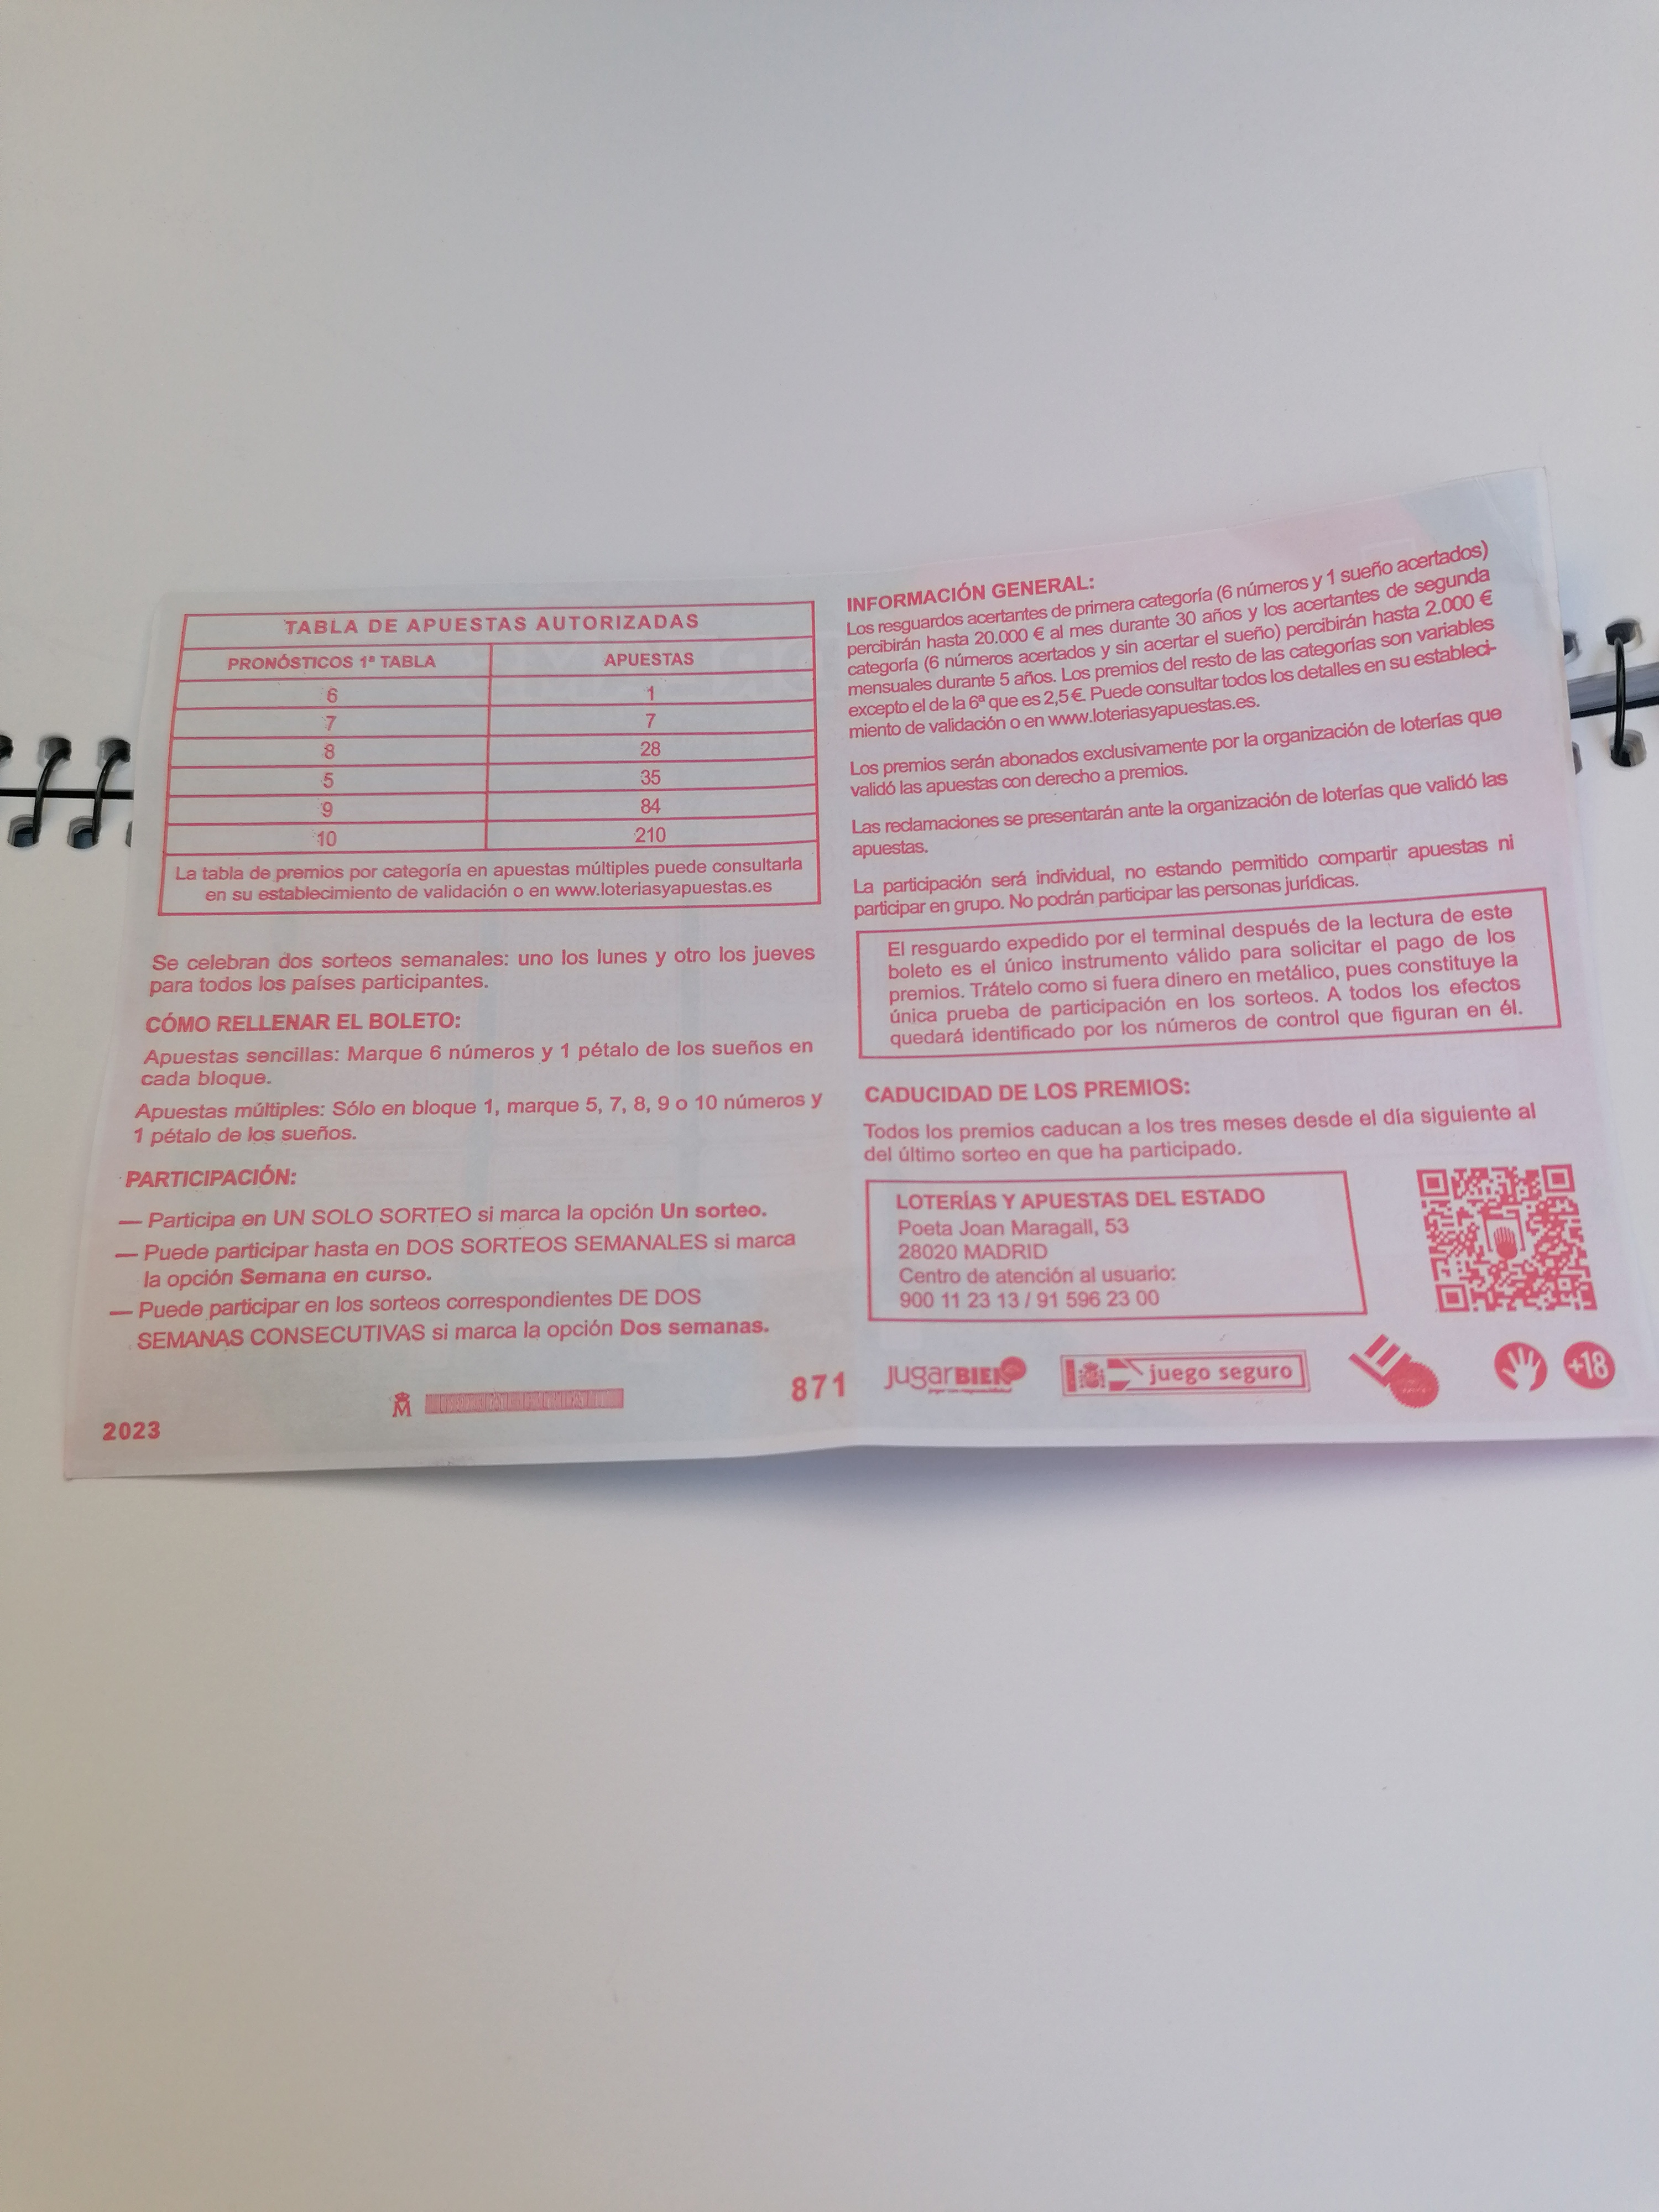 TABLA DE APUESTAS AUTORIZADAS
PRONÓSTICOS 1ª TABLA APUESTAS
6 1
7 7
8 28
5 35
9 84
10 210
La tabla de premios por categoría en apuestas múltiples puede consultarla
en su establecimiento de validación o en www.loteriasyapuestas.es
Se celebran dos sorteos semanales: uno los lunes y otro los jueves
para todos los países participantes.
CÓMO RELLENAR EL BOLETO:
Apuestas sencillas: Marque 6 números y 1 pétalo de los sueños en
cada bloque.
Apuestas múltiples: Sólo en bloque 1, marque 5, 7, 8, 9 o 10 números y
1 pétalo de los sueños.
PARTICIPACIÓN:
— Participa en UN SOLO SORTEO si marca la opción Un sorteo.
— Puede participar hasta en DOS SORTEOS SEMANALES si marca
la opción Semana en curso.
— Puede participar en los sorteos correspondientes DE DOS
SEMANAS CONSECUTIVAS si marca la opción Dos semanas.
2023
871
INFORMACIÓN GENERAL:
Los resguardos acertantes de primera categoría (6 números y 1 sueño acertados)
percibirán hasta 20.000 € al mes durante 30 años y los acertantes de segunda
categoría (6 números acertados y sin acertar el sueño) percibirán hasta 2.000 €
mensuales durante 5 años. Los premios del resto de las categorías son variables
excepto el de la 6ª que es 2,5 €. Puede consultar todos los detalles en su estableci-
miento de validación o en www.loteriasyapuestas.es.
Los premios serán abonados exclusivamente por la organización de loterías que
validó las apuestas con derecho a premios.
Las reclamaciones se presentarán ante la organización de loterías que validó las
apuestas.
La participación será individual, no estando permitido compartir apuestas ni
participar en grupo. No podrán participar las personas jurídicas.
El resguardo expedido por el terminal después de la lectura de este
boleto es el único instrumento válido para solicitar el pago de los
premios. Trátelo como si fuera dinero en metálico, pues constituye la
única prueba de participación en los sorteos. A todos los efectos
quedará identificado por los números de control que figuran en él.
CADUCIDAD DE LOS PREMIOS:
Todos los premios caducan a los tres meses desde el día siguiente al
del último sorteo en que ha participado.
LOTERÍAS Y APUESTAS DEL ESTADO
Poeta Joan Maragall, 53
28020 MADRID
Centro de atención al usuario:
900 11 23 13 / 91 596 23 00
jugarBIEN
juego seguro
+18